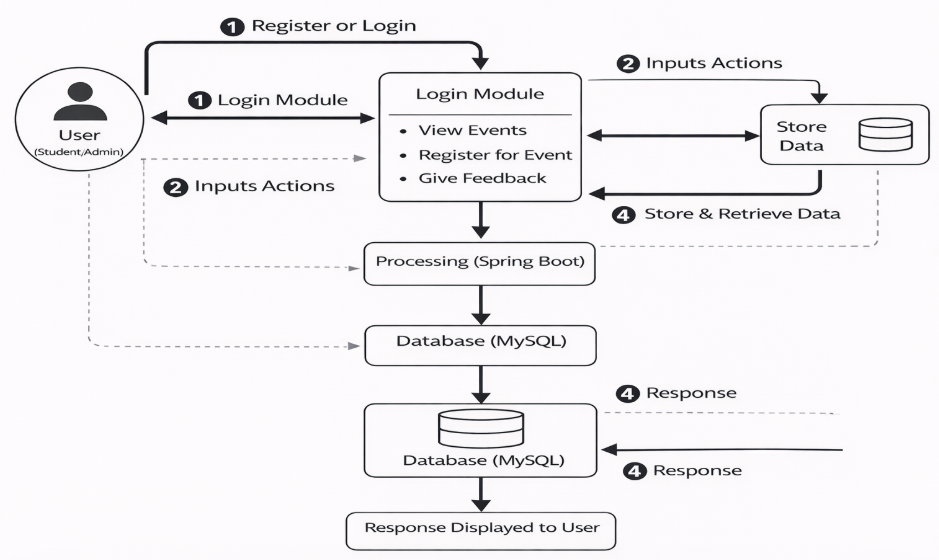 1 Register or Login
2 Inputs Actions
1 Login Module
Login Module
• View Events
• Register for Event
• Give Feedback
User
(Student/Admin)
Store
Data
2 Inputs Actions
4 Store & Retrieve Data
Processing (Spring Boot)
Database (MySQL)
4 Response
Database (MySQL)
4 Response
Response Displayed to User